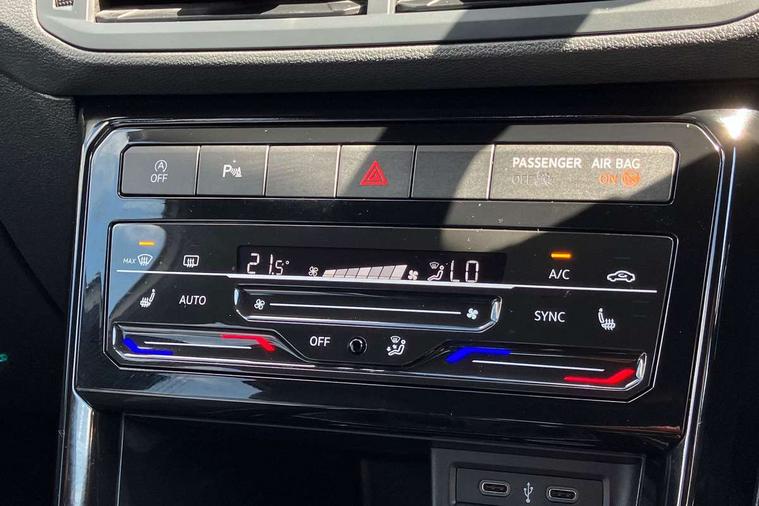 A OFF
P
PASSENGER AIR BAG
OFF ON
MAX
21.5° LO
A/C
AUTO
SYNC
OFF